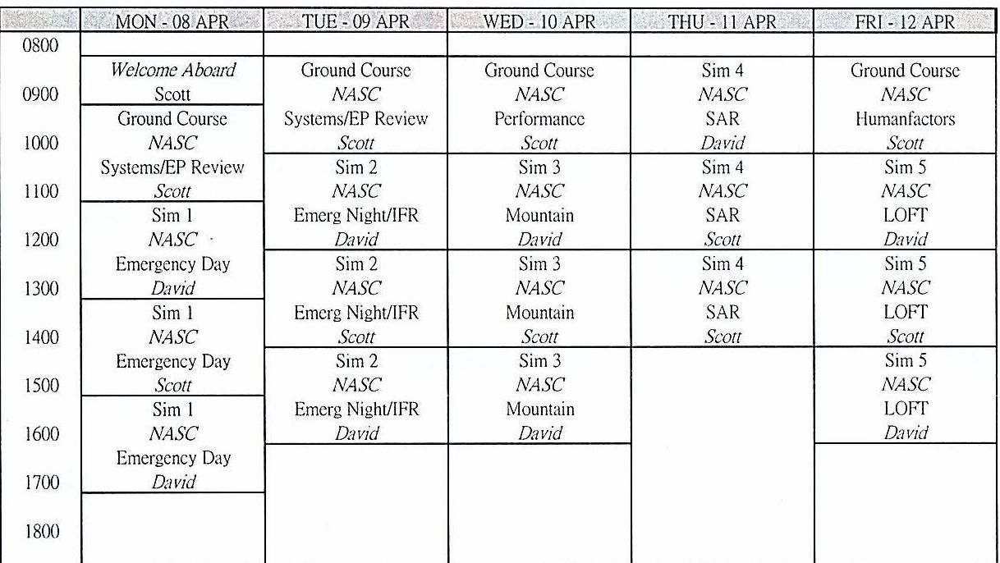 MON - 08 APR TUE - 09 APR WED - 10 APR THU - 11 APR FRI - 12 APR
0800
Welcome Aboard Ground Course Ground Course Sim 4 Ground Course
0900 Scott NASC NASC NASC NASC
Ground Course Systems/EP Review Performance SAR Humanfactors
1000 NASC Scott Scott David Scott
Systems/EP Review Sim 2 Sim 3 Sim 4 Sim 5
1100 Scott NASC NASC NASC NASC
Sim 1 Emerg Night/IFR Mountain SAR LOFT
1200 NASC David David Scott David
Emergency Day Sim 2 Sim 3 Sim 4 Sim 5
1300 David NASC NASC NASC NASC
Sim 1 Emerg Night/IFR Mountain SAR LOFT
1400 NASC Scott Scott Scott Scott
Emergency Day Sim 2 Sim 3 Sim 5
1500 Scott NASC NASC NASC
Sim 1 Emerg Night/IFR Mountain LOFT
1600 NASC David David David
Emergency Day
1700 David
1800